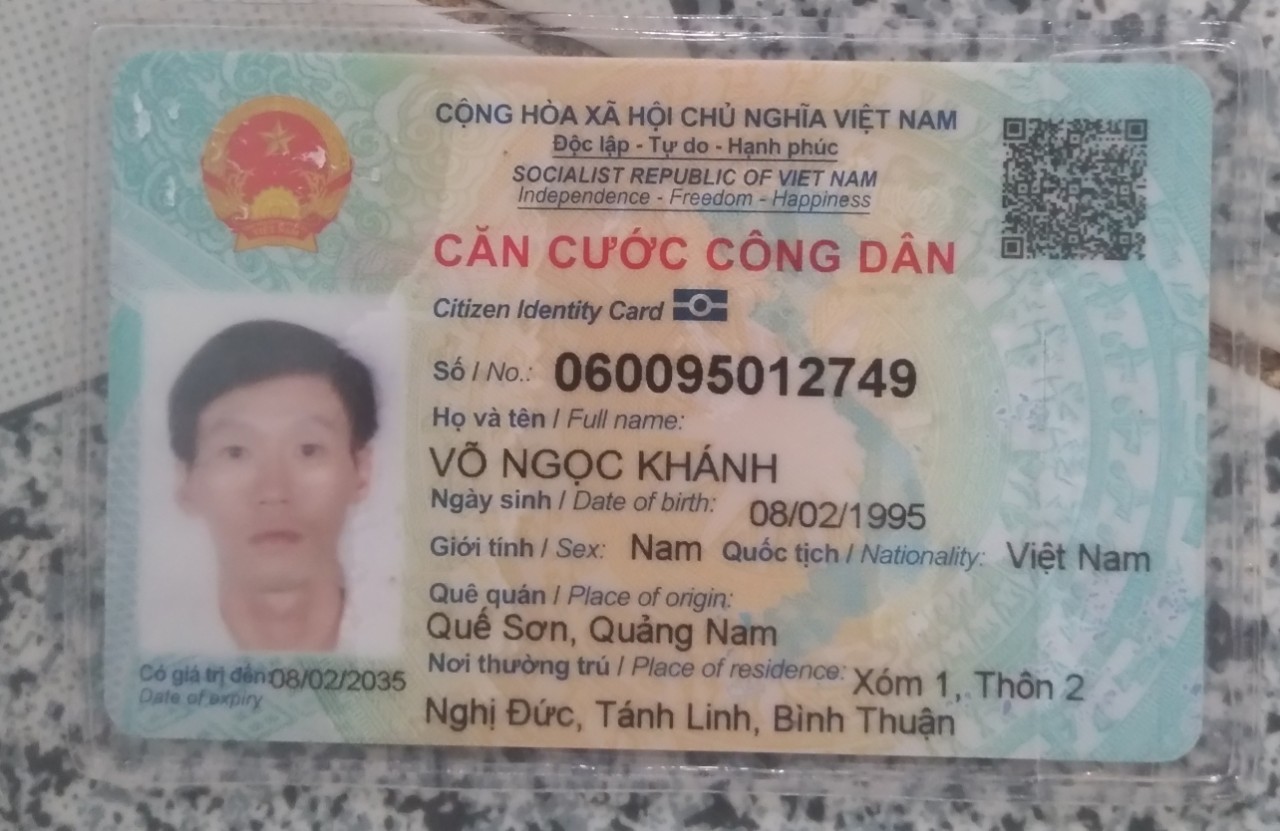 CỘNG HÒA XÃ HỘI CHỦ NGHĨA VIỆT NAM
Độc lập - Tự do - Hạnh phúc
SOCIALIST REPUBLIC OF VIET NAM
Independence - Freedom - Happiness
CĂN CƯỚC CÔNG DÂN
Citizen Identity Card
Số / No.: 060095012749
Họ và tên / Full name:
VÕ NGỌC KHÁNH
Ngày sinh / Date of birth: 08/02/1995
Giới tính / Sex: Nam Quốc tịch / Nationality: Việt Nam
Quê quán / Place of origin:
Quế Sơn, Quảng Nam
Nơi thường trú / Place of residence: Xóm 1, Thôn 2
Nghị Đức, Tánh Linh, Bình Thuận
Có giá trị đến: 08/02/2035
Date of expiry